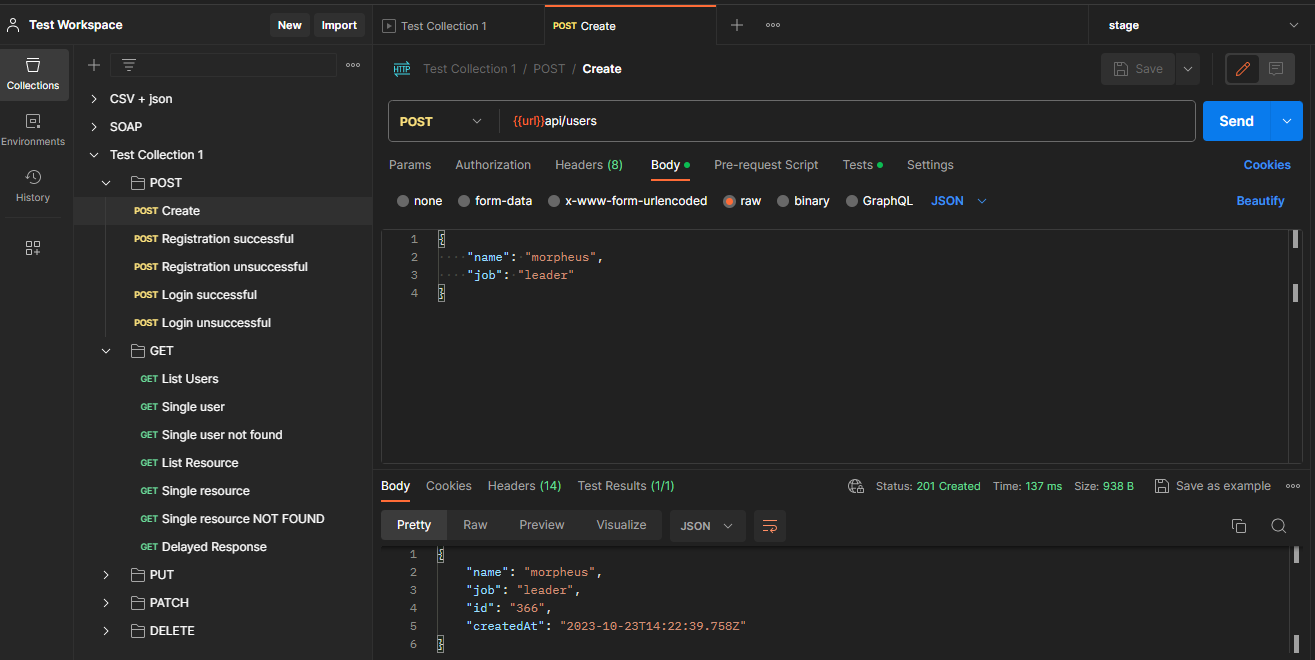 Test Workspace
New
Import
Collections
Environments
History
CSV + json
SOAP
Test Collection 1
POST
POST Create
POST Registration successful
POST Registration unsuccessful
POST Login successful
POST Login unsuccessful
GET
GET List Users
GET Single user
GET Single user not found
GET List Resource
GET Single resource
GET Single resource NOT FOUND
GET Delayed Response
PUT
PATCH
DELETE
Test Collection 1
POST Create
stage
HTTP Test Collection 1 / POST / Create
Save
POST {{url}}api/users
Send
Params Authorization Headers (8) Body Pre-request Script Tests Settings
Cookies
none form-data x-www-form-urlencoded raw binary GraphQL JSON
Beautify
1 {
2 "name": "morpheus",
3 "job": "leader"
4 }
Body Cookies Headers (14) Test Results (1/1)
Status: 201 Created Time: 137 ms Size: 938 B
Save as example
Pretty Raw Preview Visualize JSON
1 {
2 "name": "morpheus",
3 "job": "leader",
4 "id": "366",
5 "createdAt": "2023-10-23T14:22:39.758Z"
6 }